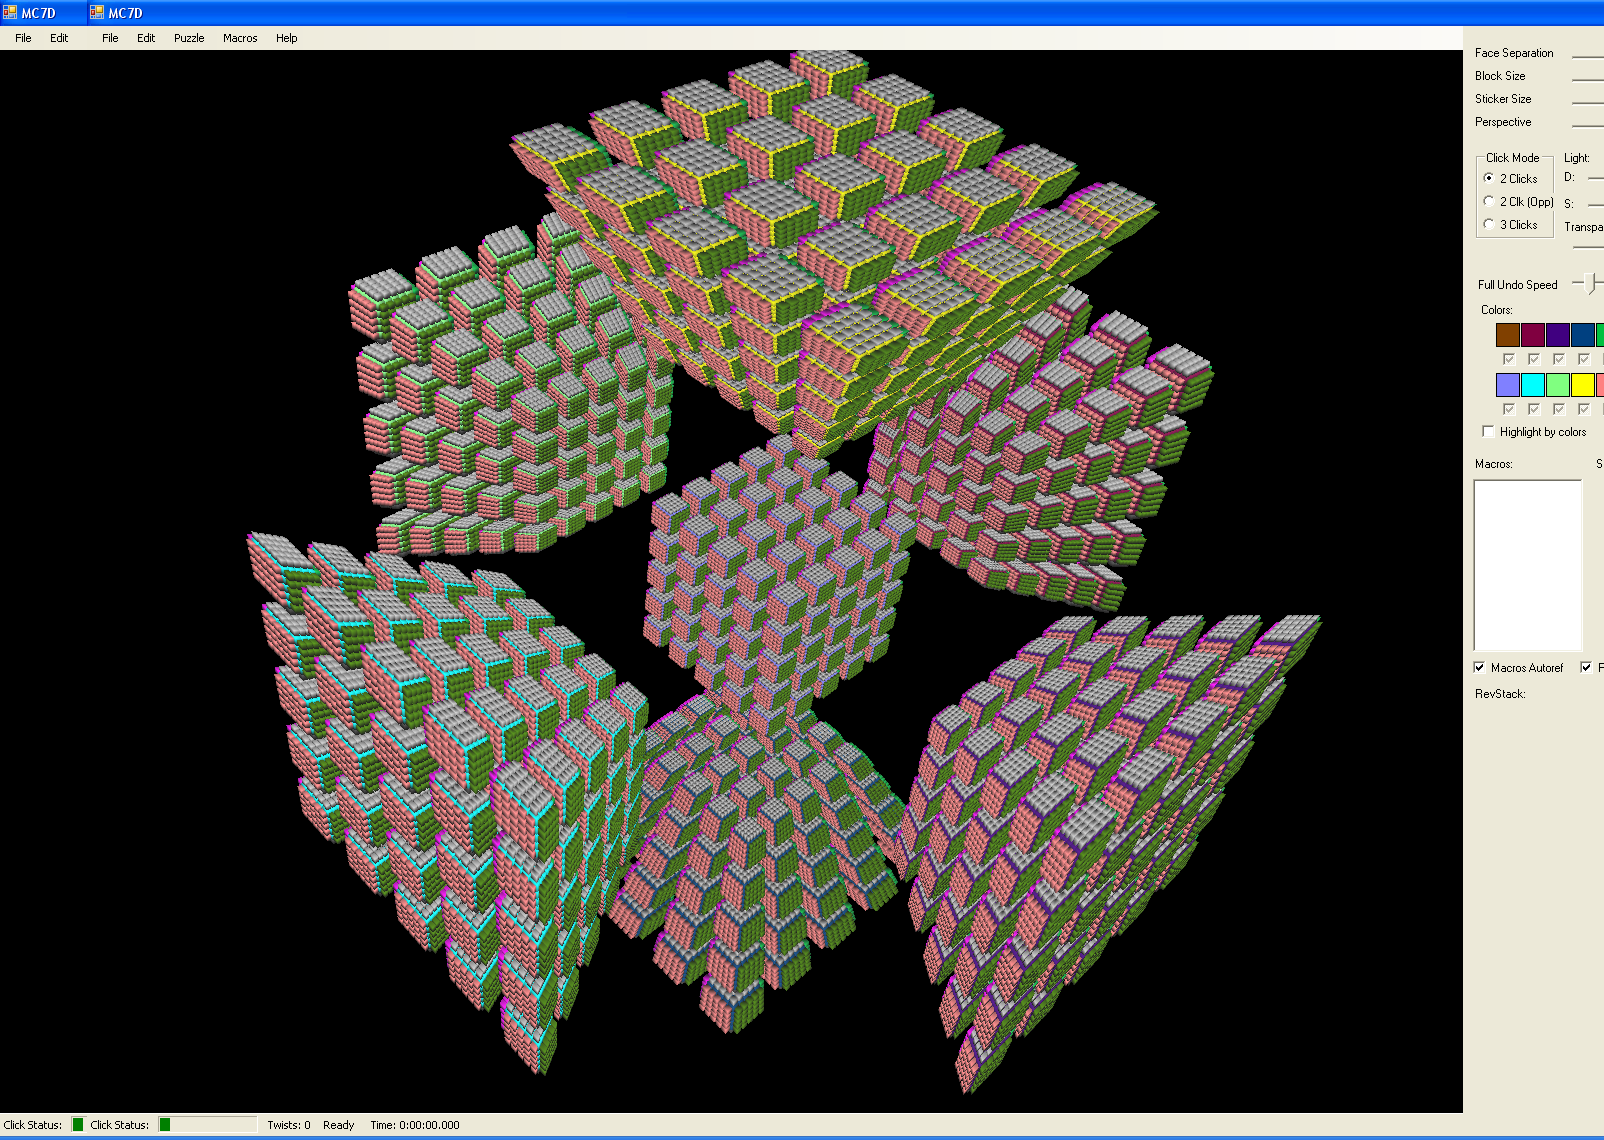 MC7D MC7D
File Edit File Edit Puzzle Macros Help
Face Separation
Block Size
Sticker Size
Perspective
Click Mode Light:
2 Clicks D:
2 Clk (Opp) S:
3 Clicks Transpa
Full Undo Speed
Colors:
Highlight by colors
Macros: S
Macros Autoref F
RevStack:
Click Status: Click Status: Twists: 0 Ready Time: 0:00:00.000